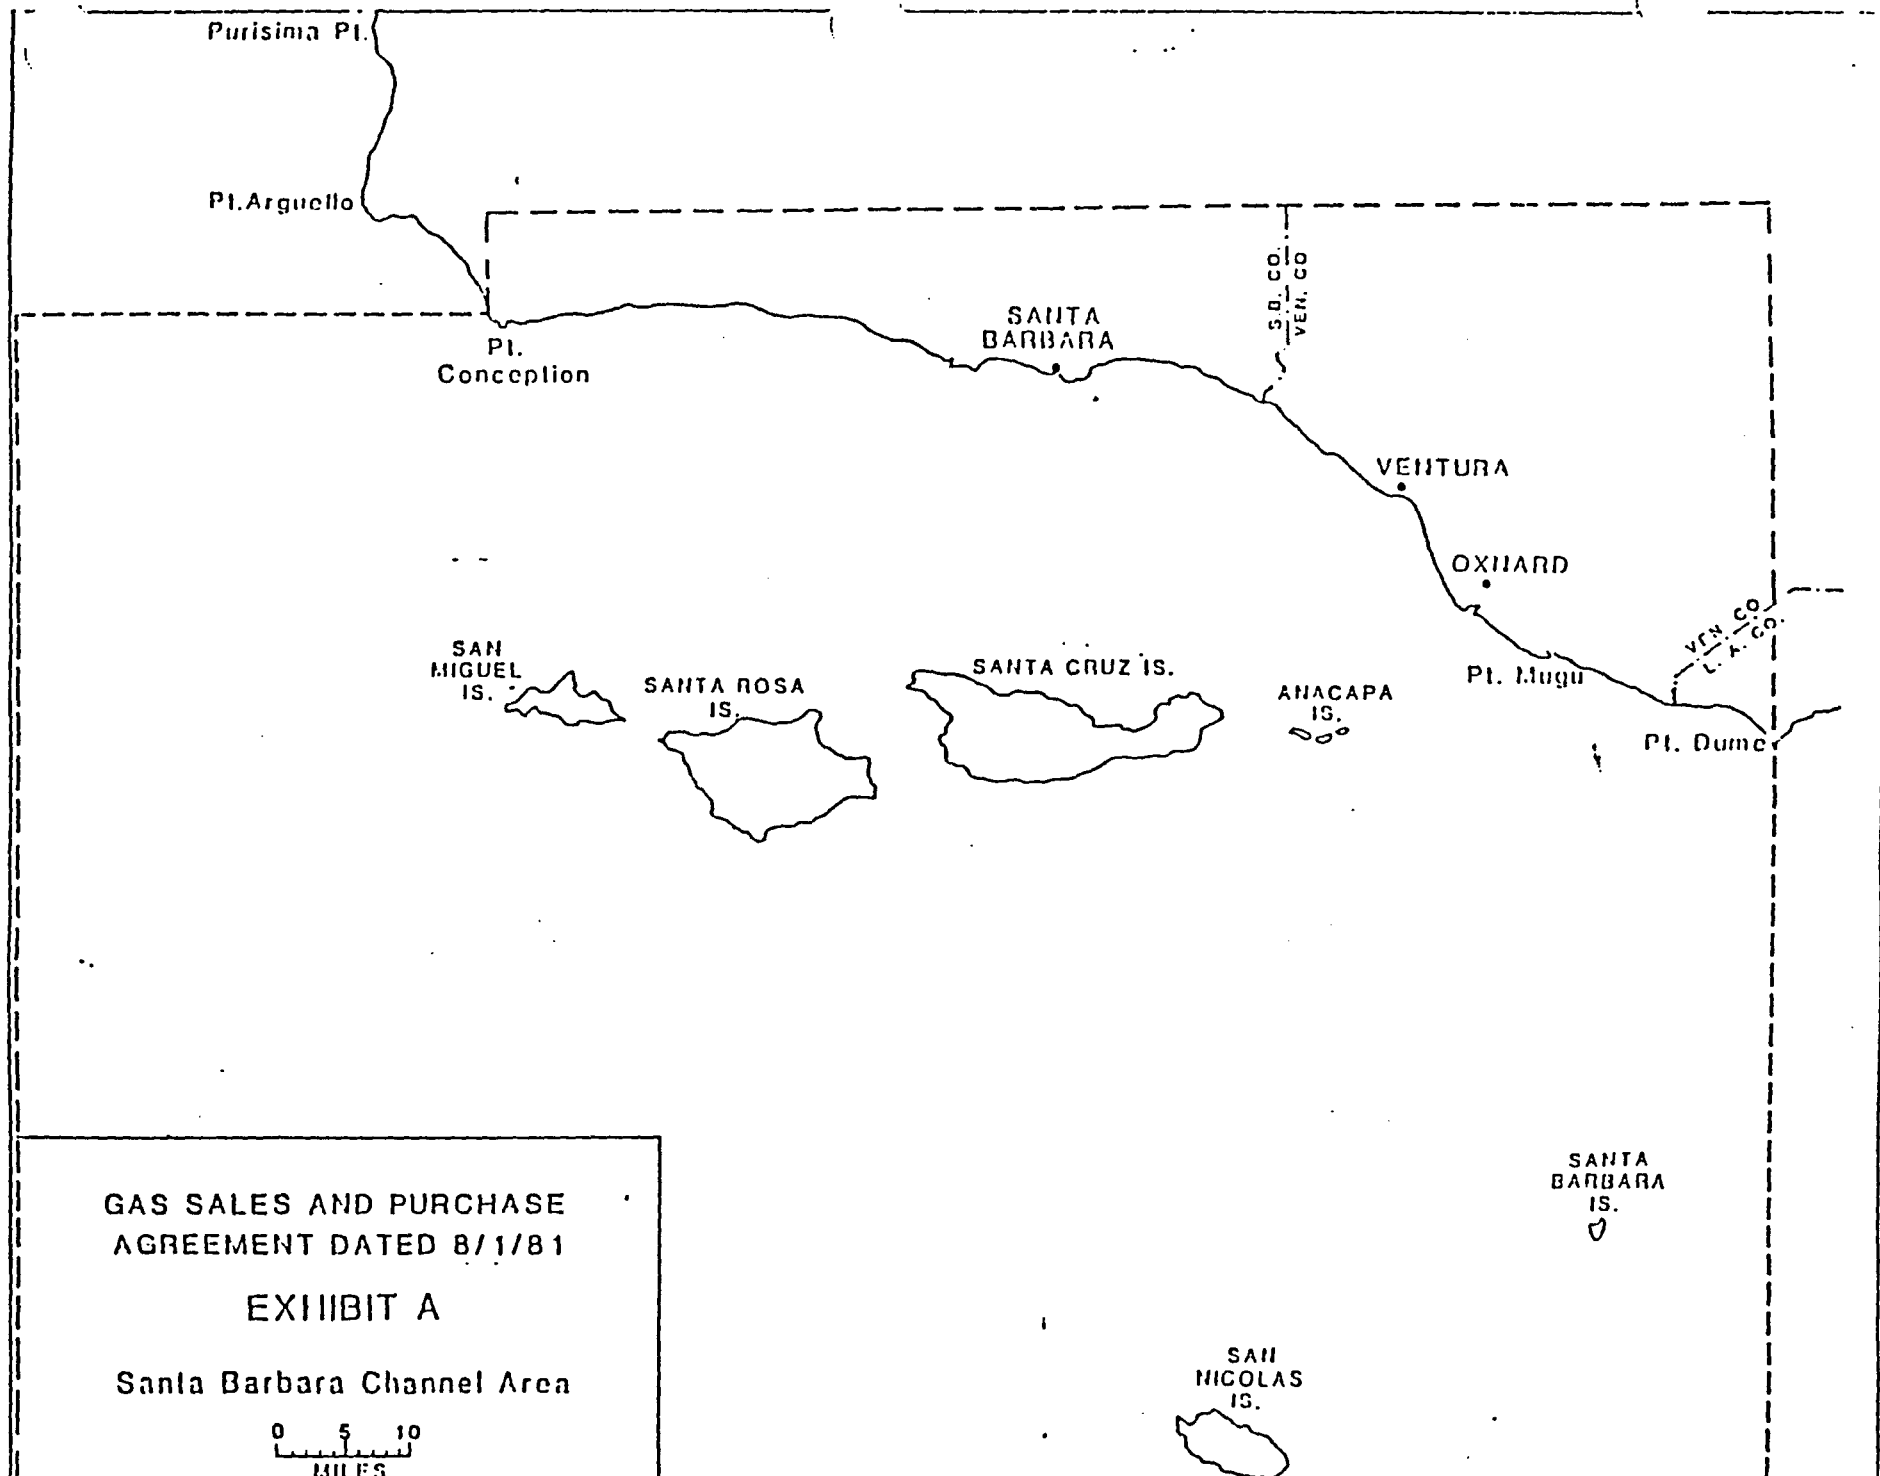 Purisima Pt.
Pt.Arguello
S.B. CO.
VEN. CO
SANTA
BARBARA
Pt.
Conception
VENTURA
OXNARD
VEN. CO.
L. A. CO.
SAN
MIGUEL
IS.
SANTA ROSA
IS.
SANTA CRUZ IS.
ANACAPA
IS.
Pt. Mugu
Pt. Dume
SANTA
BARBARA
IS.
GAS SALES AND PURCHASE
AGREEMENT DATED 8/1/81
EXHIBIT A
Santa Barbara Channel Area
0 5 10
MILES
SAN
NICOLAS
IS.